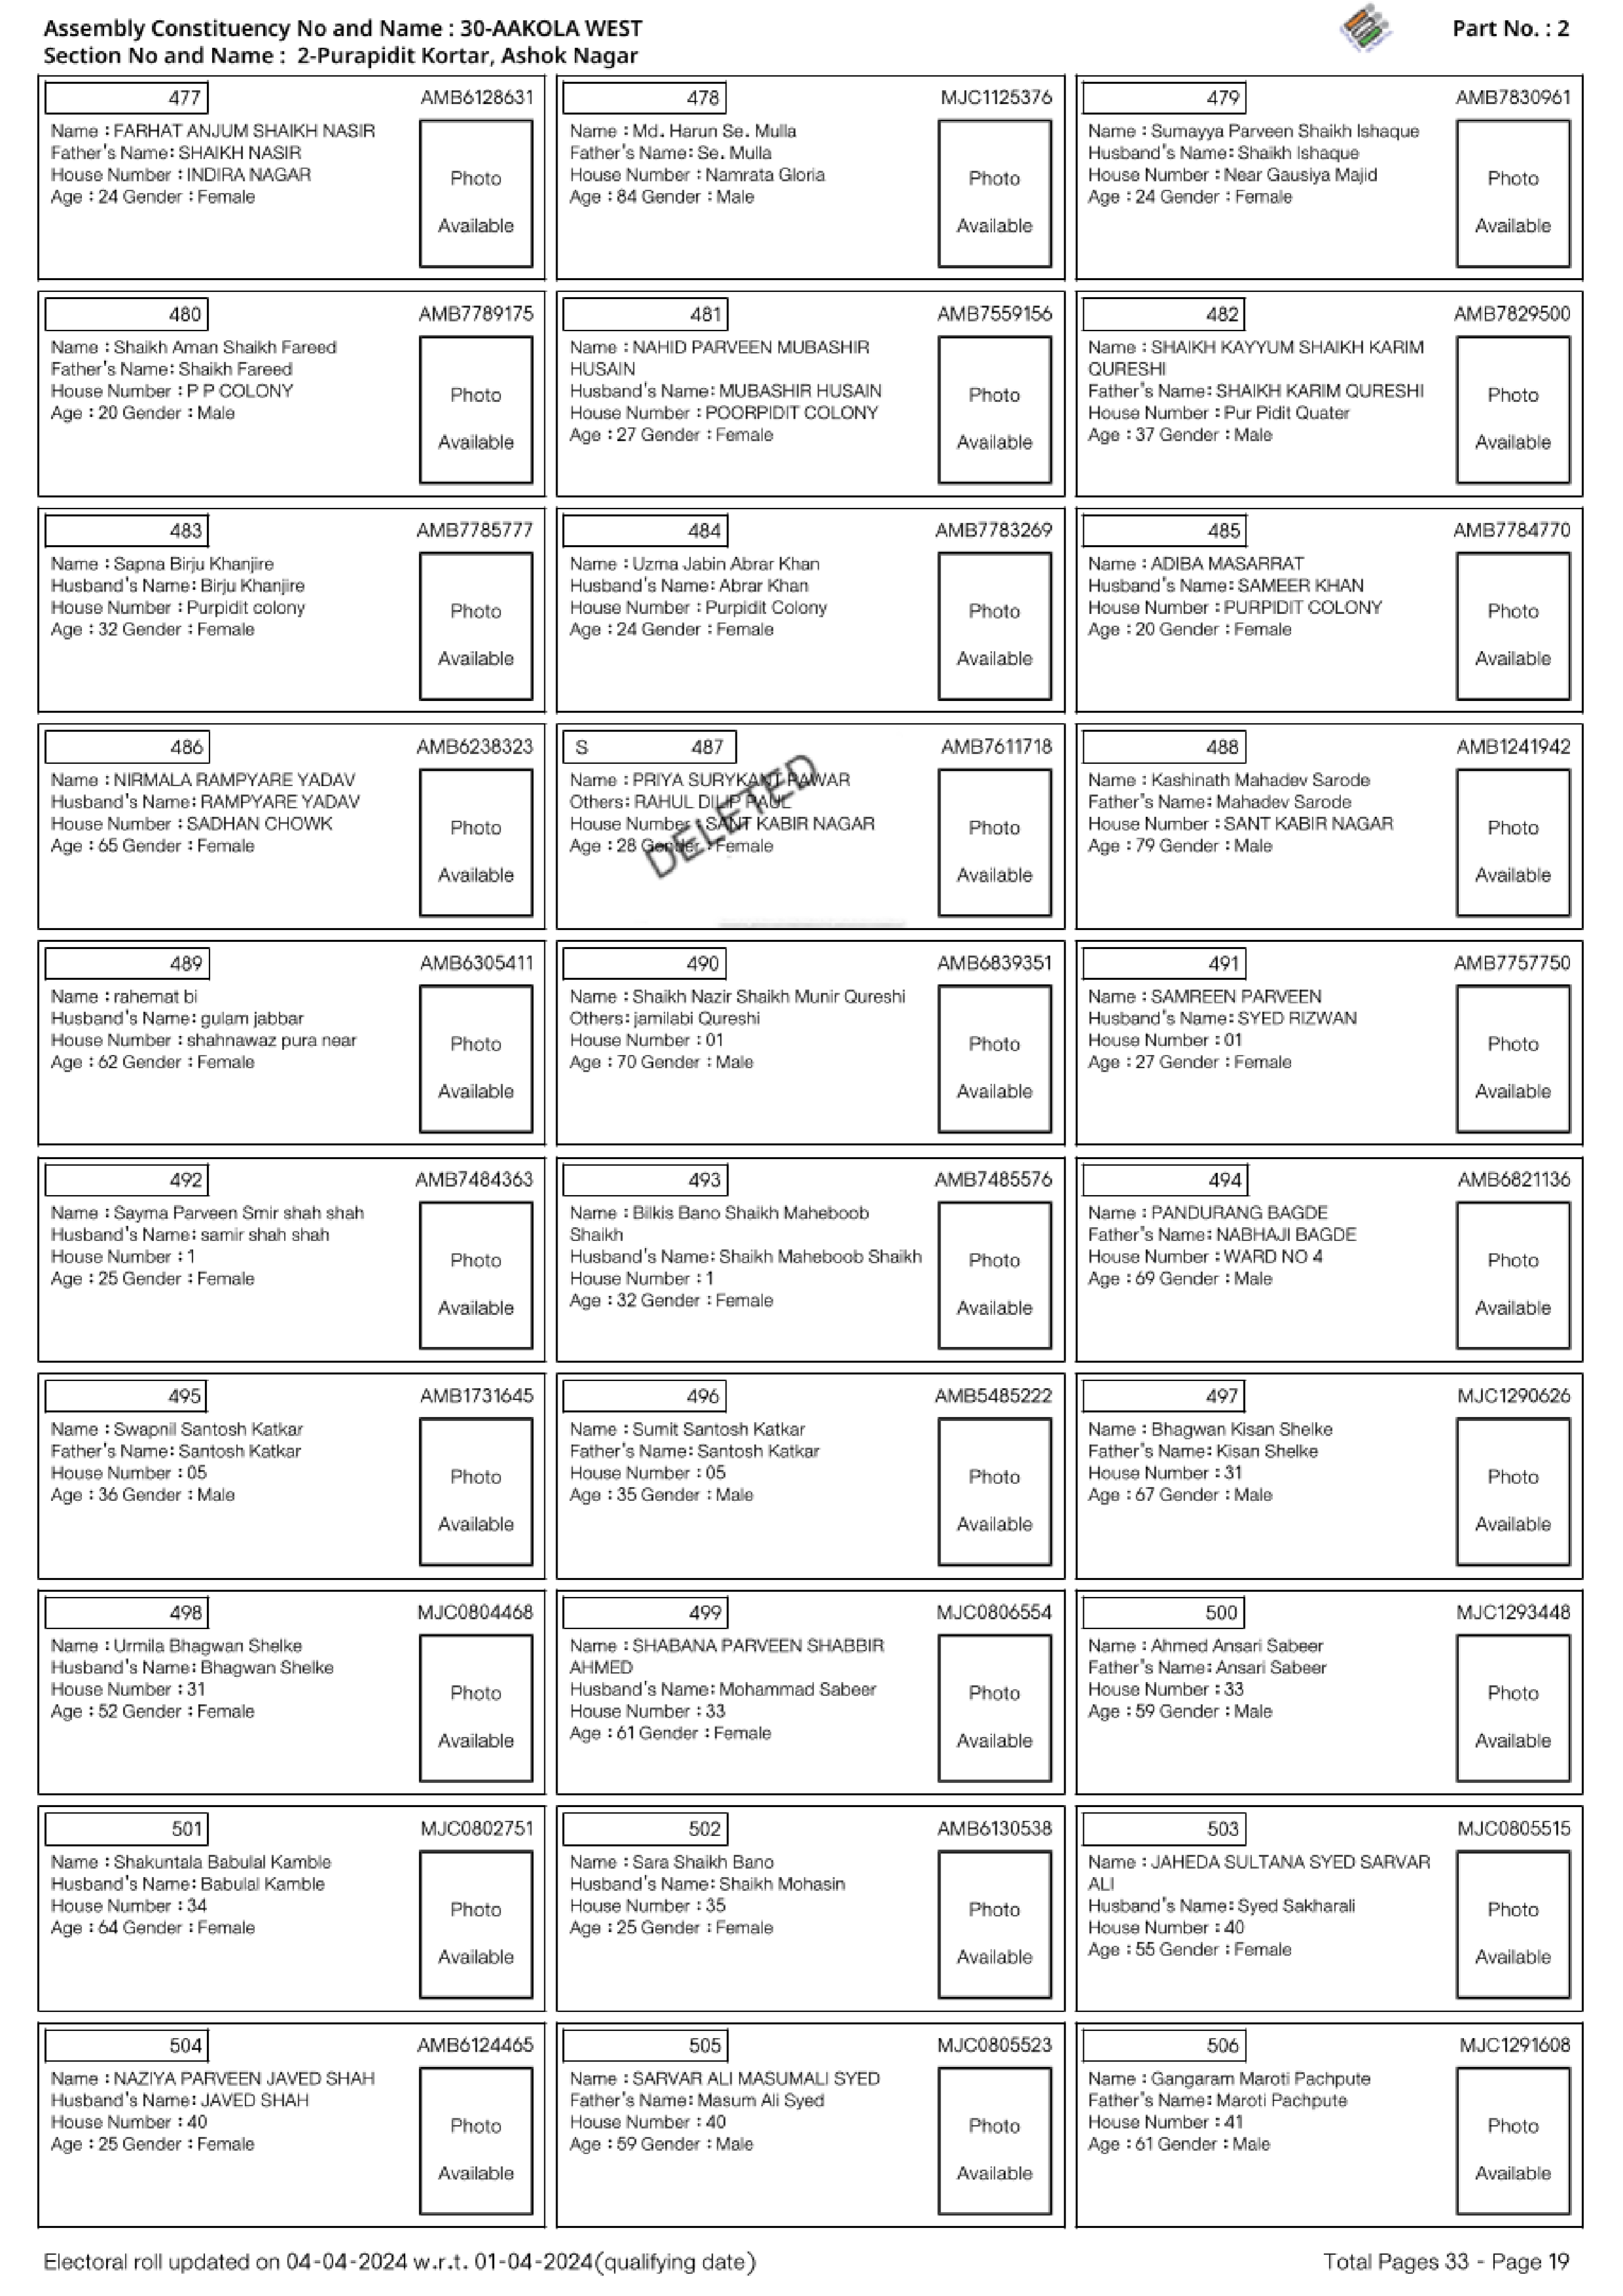 Assembly Constituency No and Name : 30-AAKOLA WEST
Part No. : 2
Section No and Name : 2-Purapidit Kortar, Ashok Nagar
477 AMB6128631
Name : FARHAT ANJUM SHAIKH NASIR
Father's Name: SHAIKH NASIR
House Number : INDIRA NAGAR
Age : 24 Gender : Female
Photo
Available
478 MJC1125376
Name : Md. Harun Se. Mulla
Father's Name: Se. Mulla
House Number : Namrata Gloria
Age : 84 Gender : Male
Photo
Available
479 AMB7830961
Name : Sumayya Parveen Shaikh Ishaque
Husband's Name: Shaikh Ishaque
House Number : Near Gausiya Majid
Age : 24 Gender : Female
Photo
Available
480 AMB7789175
Name : Shaikh Aman Shaikh Fareed
Father's Name: Shaikh Fareed
House Number : P P COLONY
Age : 20 Gender : Male
Photo
Available
481 AMB7559156
Name : NAHID PARVEEN MUBASHIR
HUSAIN
Husband's Name: MUBASHIR HUSAIN
House Number : POORPIDIT COLONY
Age : 27 Gender : Female
Photo
Available
482 AMB7829500
Name : SHAIKH KAYYUM SHAIKH KARIM
QURESHI
Father's Name: SHAIKH KARIM QURESHI
House Number : Pur Pidit Quater
Age : 37 Gender : Male
Photo
Available
483 AMB7785777
Name : Sapna Birju Khanjire
Husband's Name: Birju Khanjire
House Number : Purpidit colony
Age : 32 Gender : Female
Photo
Available
484 AMB7783269
Name : Uzma Jabin Abrar Khan
Husband's Name: Abrar Khan
House Number : Purpidit Colony
Age : 24 Gender : Female
Photo
Available
485 AMB7784770
Name : ADIBA MASARRAT
Husband's Name: SAMEER KHAN
House Number : PURPIDIT COLONY
Age : 20 Gender : Female
Photo
Available
486 AMB6238323
Name : NIRMALA RAMPYARE YADAV
Husband's Name: RAMPYARE YADAV
House Number : SADHAN CHOWK
Age : 65 Gender : Female
Photo
Available
S 487 AMB7611718
Name : PRIYA SURYKANT PAWAR
Others: RAHUL DILIP PAUL
House Number : SANT KABIR NAGAR
Age : 28 Gender : Female
DELETED
Photo
Available
488 AMB1241942
Name : Kashinath Mahadev Sarode
Father's Name: Mahadev Sarode
House Number : SANT KABIR NAGAR
Age : 79 Gender : Male
Photo
Available
489 AMB6305411
Name : rahemat bi
Husband's Name: gulam jabbar
House Number : shahnawaz pura near
Age : 62 Gender : Female
Photo
Available
490 AMB6839351
Name : Shaikh Nazir Shaikh Munir Qureshi
Others: jamilabi Qureshi
House Number : 01
Age : 70 Gender : Male
Photo
Available
491 AMB7757750
Name : SAMREEN PARVEEN
Husband's Name: SYED RIZWAN
House Number : 01
Age : 27 Gender : Female
Photo
Available
492 AMB7484363
Name : Sayma Parveen Smir shah shah
Husband's Name: samir shah shah
House Number : 1
Age : 25 Gender : Female
Photo
Available
493 AMB7485576
Name : Bilkis Bano Shaikh Maheboob
Shaikh
Husband's Name: Shaikh Maheboob Shaikh
House Number : 1
Age : 32 Gender : Female
Photo
Available
494 AMB6821136
Name : PANDURANG BAGDE
Father's Name: NABHAJI BAGDE
House Number : WARD NO 4
Age : 69 Gender : Male
Photo
Available
495 AMB1731645
Name : Swapnil Santosh Katkar
Father's Name: Santosh Katkar
House Number : 05
Age : 36 Gender : Male
Photo
Available
496 AMB5485222
Name : Sumit Santosh Katkar
Father's Name: Santosh Katkar
House Number : 05
Age : 35 Gender : Male
Photo
Available
497 MJC1290626
Name : Bhagwan Kisan Shelke
Father's Name: Kisan Shelke
House Number : 31
Age : 67 Gender : Male
Photo
Available
498 MJC0804468
Name : Urmila Bhagwan Shelke
Husband's Name: Bhagwan Shelke
House Number : 31
Age : 52 Gender : Female
Photo
Available
499 MJC0806554
Name : SHABANA PARVEEN SHABBIR
AHMED
Husband's Name: Mohammad Sabeer
House Number : 33
Age : 61 Gender : Female
Photo
Available
500 MJC1293448
Name : Ahmed Ansari Sabeer
Father's Name: Ansari Sabeer
House Number : 33
Age : 59 Gender : Male
Photo
Available
501 MJC0802751
Name : Shakuntala Babulal Kamble
Husband's Name: Babulal Kamble
House Number : 34
Age : 64 Gender : Female
Photo
Available
502 AMB6130538
Name : Sara Shaikh Bano
Husband's Name: Shaikh Mohasin
House Number : 35
Age : 25 Gender : Female
Photo
Available
503 MJC0805515
Name : JAHEDA SULTANA SYED SARVAR
ALI
Husband's Name: Syed Sakharali
House Number : 40
Age : 55 Gender : Female
Photo
Available
504 AMB6124465
Name : NAZIYA PARVEEN JAVED SHAH
Husband's Name: JAVED SHAH
House Number : 40
Age : 25 Gender : Female
Photo
Available
505 MJC0805523
Name : SARVAR ALI MASUMALI SYED
Father's Name: Masum Ali Syed
House Number : 40
Age : 59 Gender : Male
Photo
Available
506 MJC1291608
Name : Gangaram Maroti Pachpute
Father's Name: Maroti Pachpute
House Number : 41
Age : 61 Gender : Male
Photo
Available
Electoral roll updated on 04-04-2024 w.r.t. 01-04-2024(qualifying date)
Total Pages 33 - Page 19